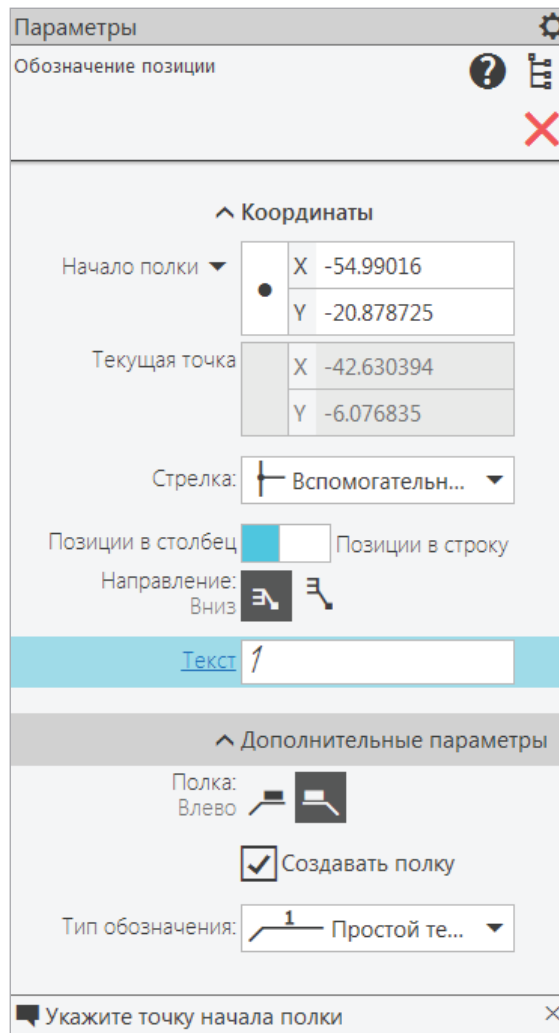 Параметры
Обозначение позиции
Координаты
Начало полки X -54.99016
Y -20.878725
Текущая точка X -42.630394
Y -6.076835
Стрелка: Вспомогательн...
Позиции в столбец Позиции в строку
Направление:
Вниз
Текст 1
Дополнительные параметры
Полка:
Влево
Создавать полку
Тип обозначения: 1 Простой те...
Укажите точку начала полки